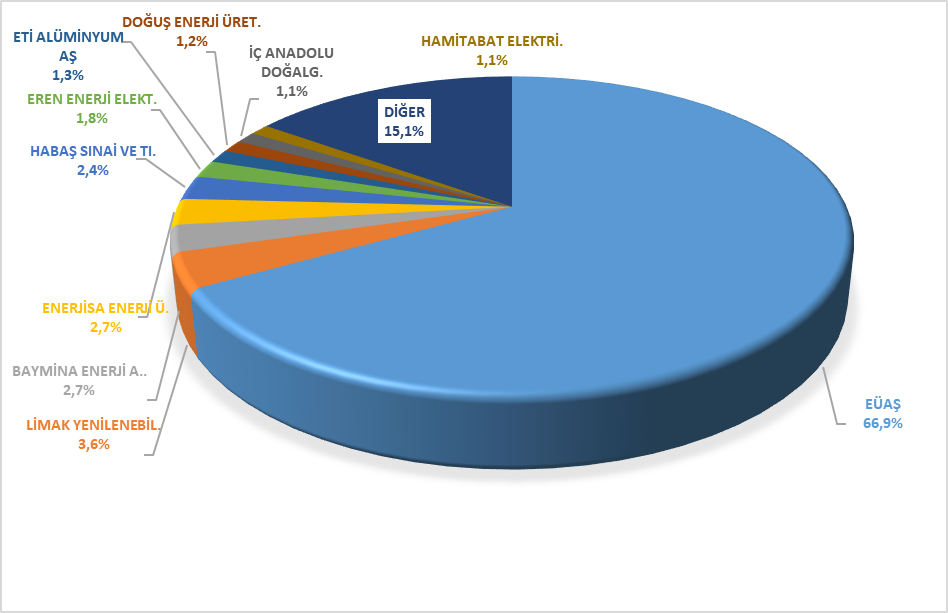 DOĞUŞ ENERJİ ÜRET.
1,2%
ETİ ALÜMİNYUM
AŞ
1,3%
İÇ ANADOLU
DOĞALG.
1,1%
HAMİTABAT ELEKTRİ.
1,1%
EREN ENERJİ ELEKT.
1,8%
DİĞER
15,1%
HABAŞ SINAİ VE TI.
2,4%
ENERJİSA ENERJİ Ü.
2,7%
BAYMİNA ENERJİ A..
2,7%
LİMAK YENİLENEBİL.
3,6%
EÜAŞ
66,9%